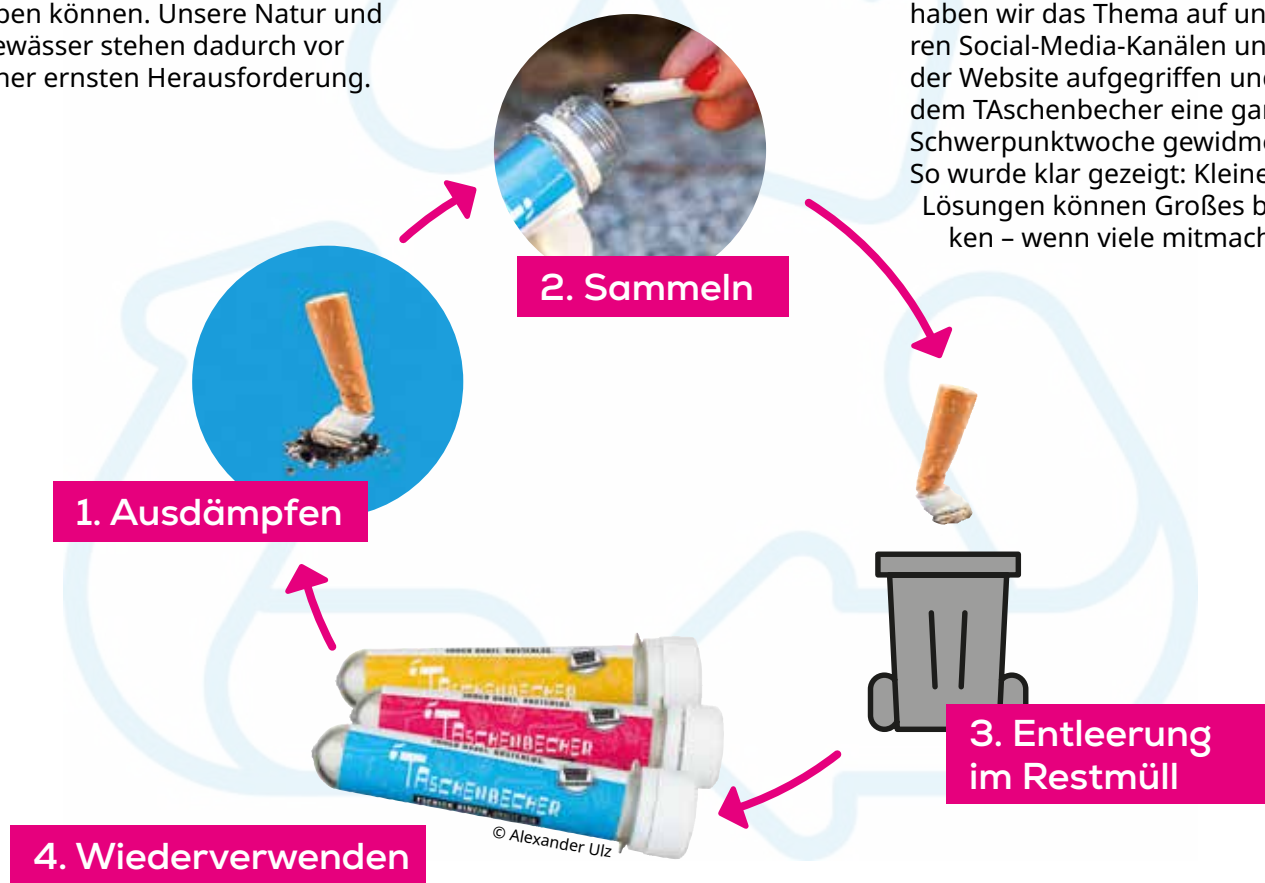 ben können. Unsere Natur und
ewässer stehen dadurch vor
ner ernsten Herausforderung.
haben wir das Thema auf un
ren Social-Media-Kanälen un
der Website aufgegriffen und
dem TAschenbecher eine gan
Schwerpunktwoche gewidme
So wurde klar gezeigt: Kleine
Lösungen können Großes b
ken – wenn viele mitmach
2. Sammeln
1. Ausdämpfen
3. Entleerung
im Restmüll
TASCHENBECHER
TASCHENBECHER
TASCHENBECHER
© Alexander Ulz
4. Wiederverwenden